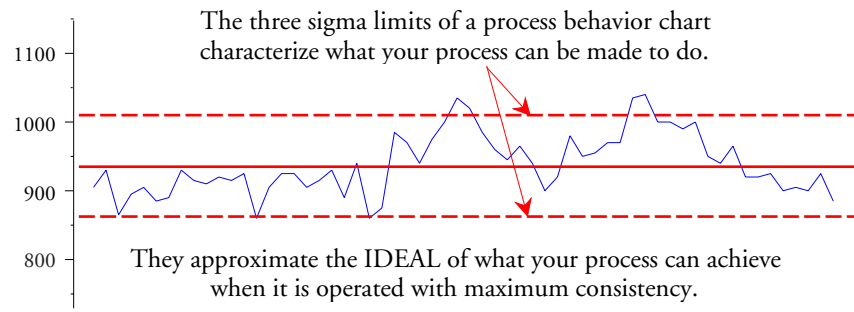 The three sigma limits of a process behavior chart
characterize what your process can be made to do.
1100
1000
900
800
They approximate the IDEAL of what your process can achieve
when it is operated with maximum consistency.